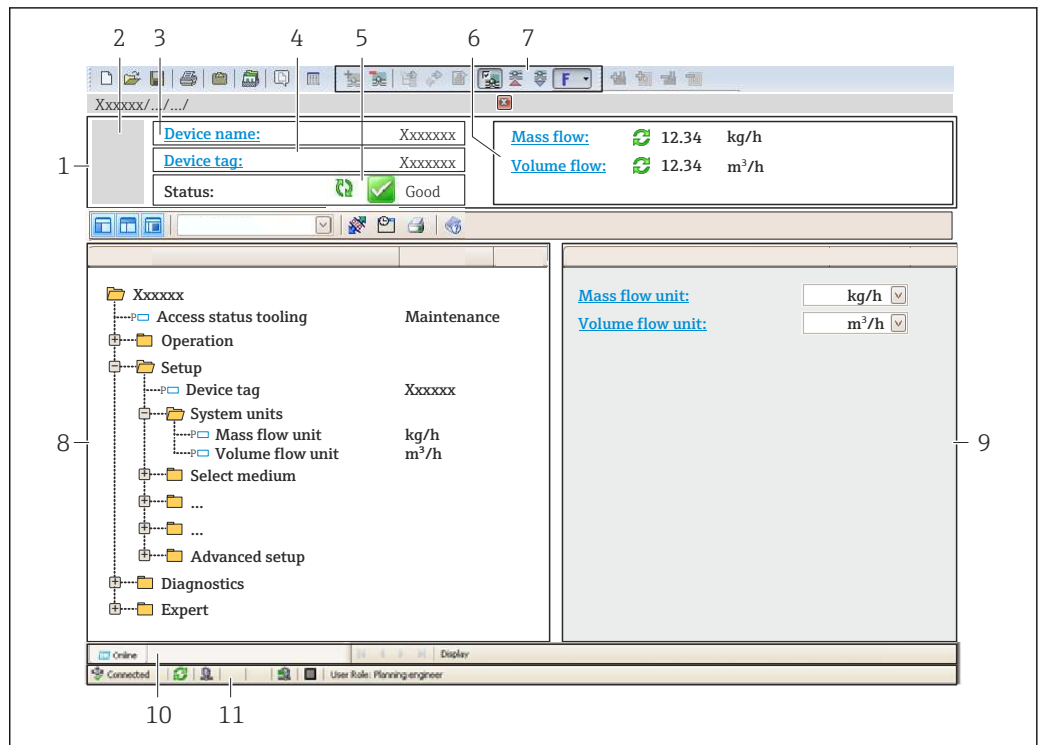 2 3 4 5 6 7
F
Xxxxxx/.../.../
1
Device name: Xxxxxxx
Device tag: Xxxxxxx
Status: Good
Mass flow: 12.34 kg/h
Volume flow: 12.34 m³/h
Xxxxxx
P Access status tooling Maintenance
Operation
Setup
P Device tag Xxxxxx
System units
P Mass flow unit kg/h
P Volume flow unit m³/h
Select medium
...
...
Advanced setup
Diagnostics
Expert
8
Mass flow unit: kg/h
Volume flow unit: m³/h
9
Online Display
Connected User Role: Planning engineer
10 11